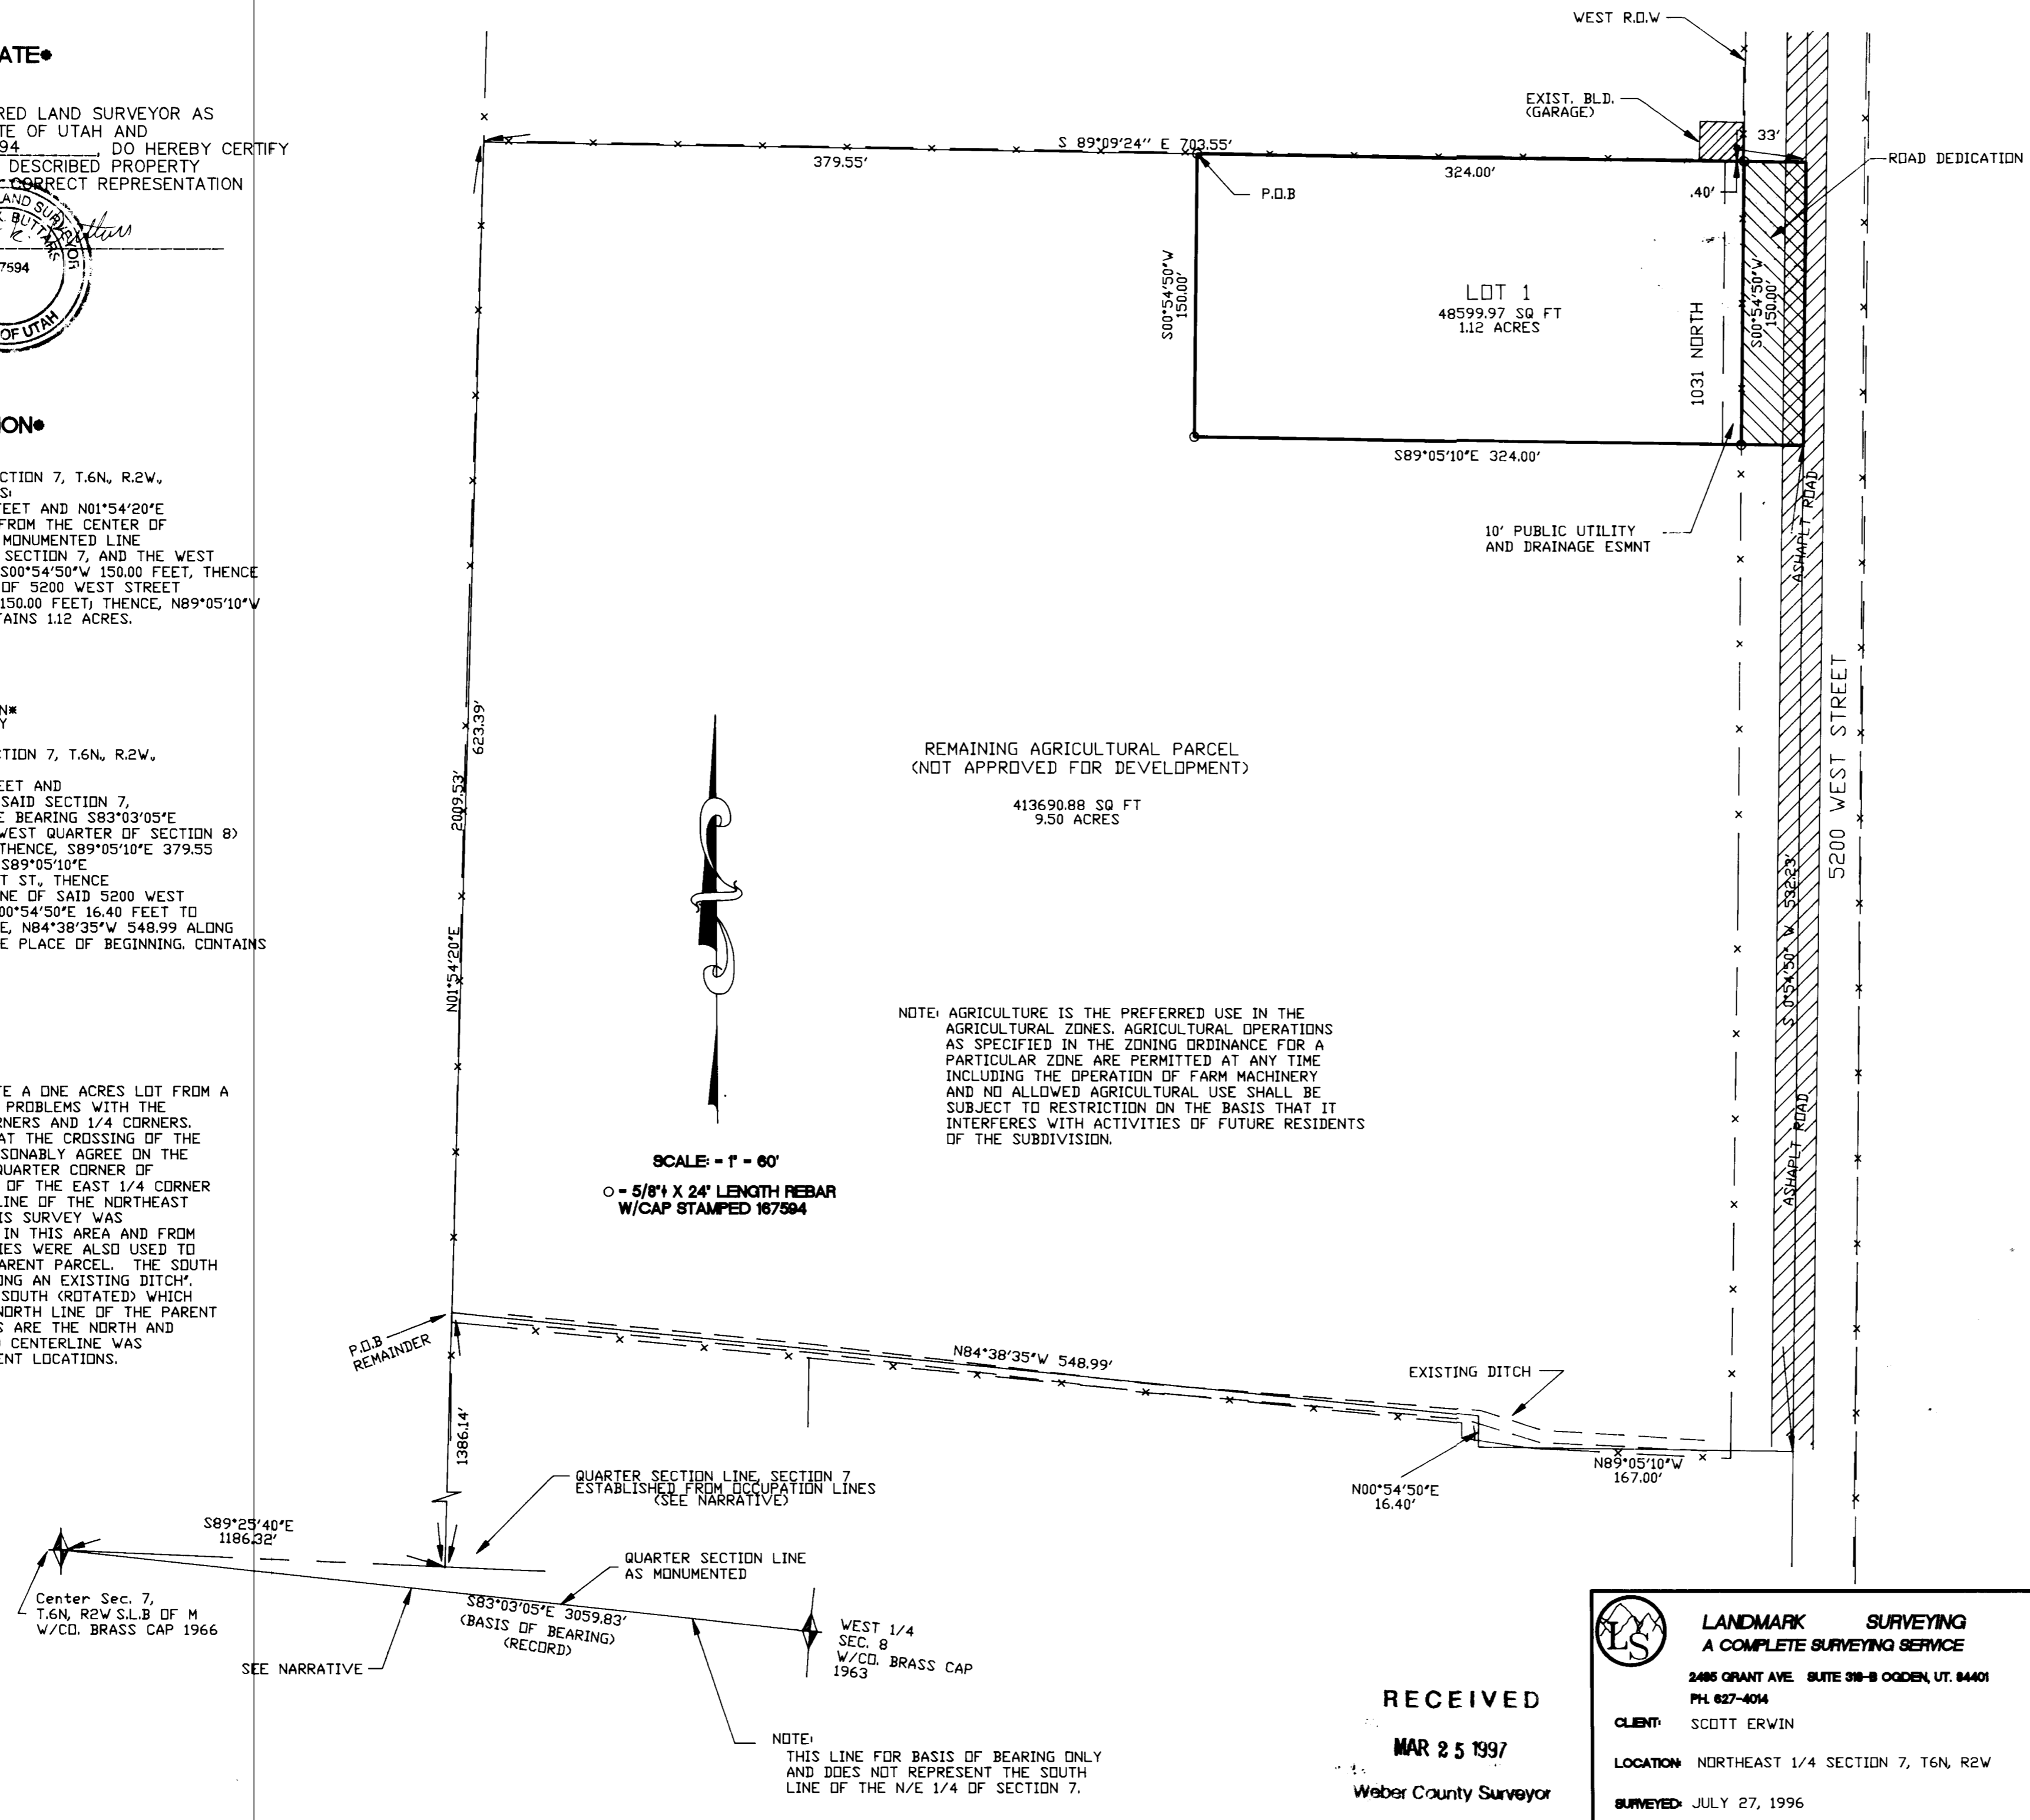 ATE*
RED LAND SURVEYOR AS
TE OF UTAH AND
94 , DO HEREBY CERTIFY
DESCRIBED PROPERTY
CORRECT REPRESENTATION
LAND SURVEYOR
K. BUTTARS
7594
OF UTAH
ION*
CTION 7, T.6N., R.2W.,
S:
FEET AND N01°54'20"E
FROM THE CENTER OF
MONUMENTED LINE
SECTION 7, AND THE WEST
S00°54'50"W 150.00 FEET, THENCE
OF 5200 WEST STREET
150.00 FEET; THENCE, N89°05'10"W
TAINS 1.12 ACRES.
N*
Y
CTION 7, T.6N., R.2W.,
EET AND
SAID SECTION 7,
E BEARING S83°03'05"E
WEST QUARTER OF SECTION 8)
THENCE, S89°05'10"E 379.55
S89°05'10"E
T ST., THENCE
NE OF SAID 5200 WEST
00°54'50"E 16.40 FEET TO
E, N84°38'35"W 548.99 ALONG
E PLACE OF BEGINNING. CONTAINS
TE A ONE ACRES LOT FROM A
PROBLEMS WITH THE
RNERS AND 1/4 CORNERS.
AT THE CROSSING OF THE
SONABLY AGREE ON THE
QUARTER CORNER OF
OF THE EAST 1/4 CORNER
LINE OF THE NORTHEAST
IS SURVEY WAS
IN THIS AREA AND FROM
IES WERE ALSO USED TO
ARENT PARCEL. THE SOUTH
ONG AN EXISTING DITCH".
SOUTH (ROTATED) WHICH
NORTH LINE OF THE PARENT
S ARE THE NORTH AND
CENTERLINE WAS
ENT LOCATIONS.
WEST R.O.W
EXIST. BLD.
(GARAGE)
33'
ROAD DEDICATION
S 89°09'24" E 703.55'
379.55'
324.00'
.40'
P.O.B
S00°54'50"W
150.00'
LOT 1
48599.97 SQ FT
1.12 ACRES
1031 NORTH
S00°54'50"W
150.00'
S89°05'10"E 324.00'
10' PUBLIC UTILITY
AND DRAINAGE ESMNT
ASHAPLT ROAD
5200 WEST STREET
S 0°54'50" W 532.23'
ASHAPLT ROAD
623.39'
2009.53'
N01°54'20"E
REMAINING AGRICULTURAL PARCEL
(NOT APPROVED FOR DEVELOPMENT)
413690.88 SQ FT
9.50 ACRES
NOTE: AGRICULTURE IS THE PREFERRED USE IN THE
AGRICULTURAL ZONES. AGRICULTURAL OPERATIONS
AS SPECIFIED IN THE ZONING ORDINANCE FOR A
PARTICULAR ZONE ARE PERMITTED AT ANY TIME
INCLUDING THE OPERATION OF FARM MACHINERY
AND NO ALLOWED AGRICULTURAL USE SHALL BE
SUBJECT TO RESTRICTION ON THE BASIS THAT IT
INTERFERES WITH ACTIVITIES OF FUTURE RESIDENTS
OF THE SUBDIVISION.
SCALE: - 1" - 60'
O - 5/8"∮ X 24" LENGTH REBAR
W/CAP STAMPED 167594
P.O.B
REMAINDER
N84°38'35"W 548.99'
EXISTING DITCH
N00°54'50"E
16.40'
N89°05'10"W
167.00'
1386.14'
QUARTER SECTION LINE, SECTION 7
ESTABLISHED FROM OCCUPATION LINES
(SEE NARRATIVE)
S89°25'40"E
1186.32'
QUARTER SECTION LINE
AS MONUMENTED
Center Sec. 7,
T.6N, R2W S.L.B OF M
W/CO. BRASS CAP 1966
S83°03'05"E 3059.83'
(BASIS OF BEARING)
(RECORD)
WEST 1/4
SEC. 8
W/CO. BRASS CAP
1963
SEE NARRATIVE
NOTE:
THIS LINE FOR BASIS OF BEARING ONLY
AND DOES NOT REPRESENT THE SOUTH
LINE OF THE N/E 1/4 OF SECTION 7.
RECEIVED
MAR 25 1997
Weber County Surveyor
LS
LANDMARK SURVEYING
A COMPLETE SURVEYING SERVICE
2485 GRANT AVE. SUITE 318-B OGDEN, UT. 84401
PH. 627-4014
CLIENT: SCOTT ERWIN
LOCATION: NORTHEAST 1/4 SECTION 7, T6N, R2W
SURVEYED: JULY 27, 1996